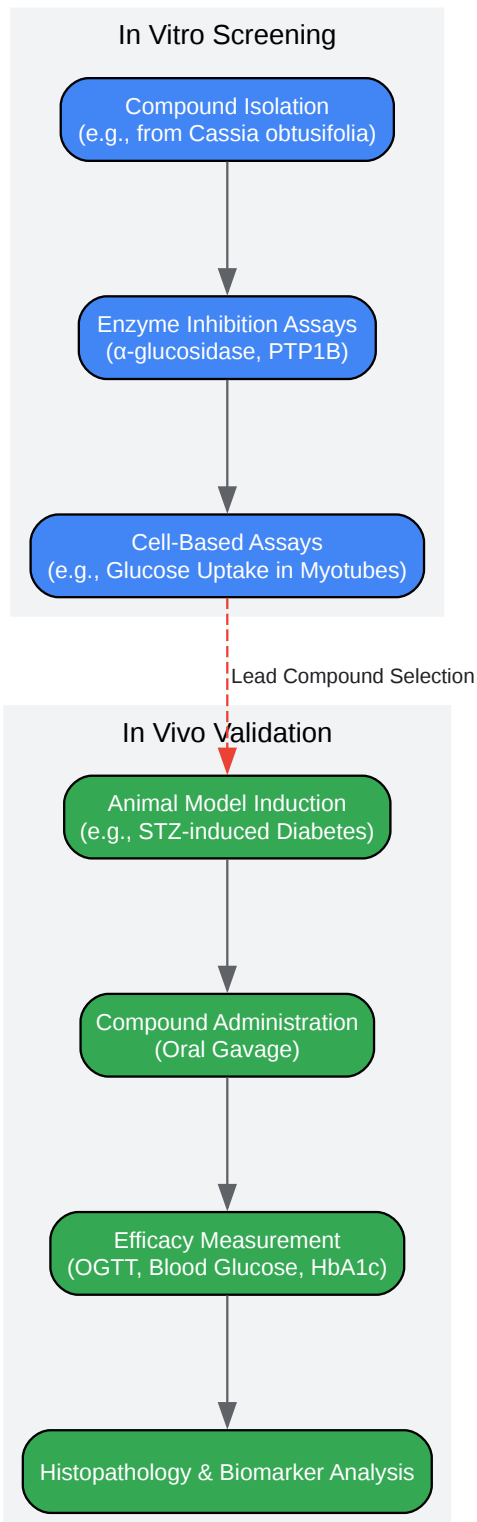 In Vitro Screening
Compound Isolation
(e.g., from Cassia obtusifolia)
Enzyme Inhibition Assays
(α-glucosidase, PTP1B)
Cell-Based Assays
(e.g., Glucose Uptake in Myotubes)
Lead Compound Selection
In Vivo Validation
Animal Model Induction
(e.g., STZ-induced Diabetes)
Compound Administration
(Oral Gavage)
Efficacy Measurement
(OGTT, Blood Glucose, HbA1c)
Histopathology & Biomarker Analysis